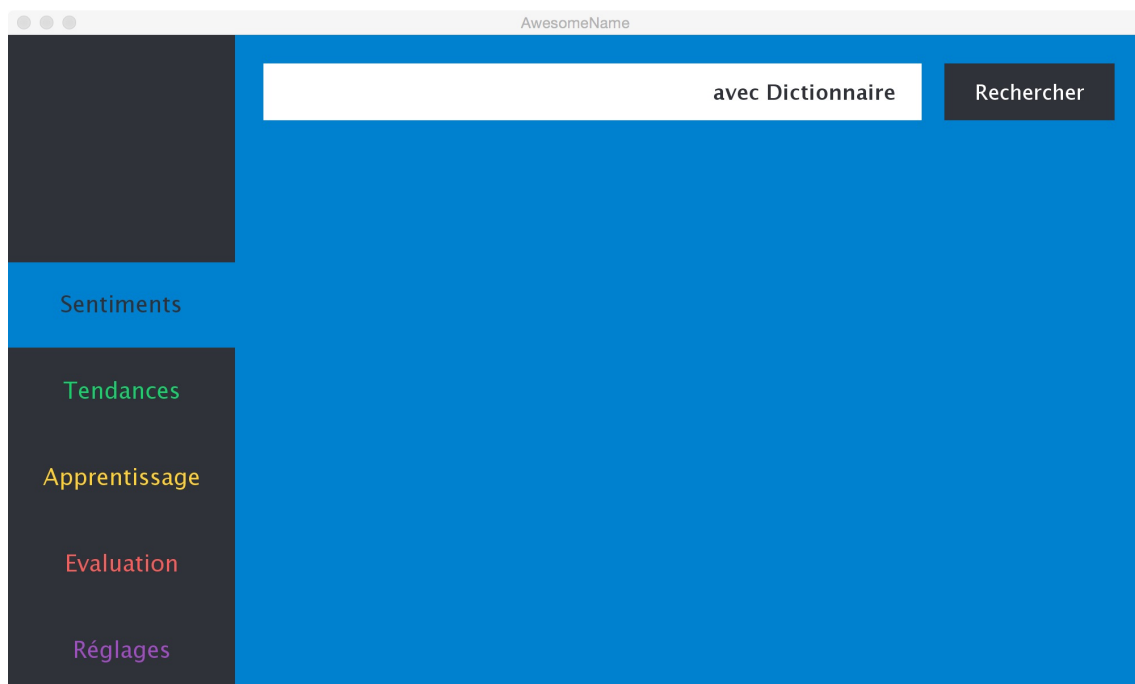 AwesomeName
avec Dictionnaire
Rechercher
Sentiments
Tendances
Apprentissage
Evaluation
Réglages